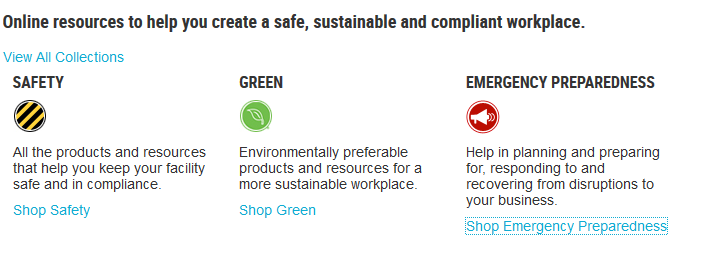 Online resources to help you create a safe, sustainable and compliant workplace.
View All Collections
SAFETY
All the products and resources
that help you keep your facility
safe and in compliance.
Shop Safety
GREEN
Environmentally preferable
products and resources for a
more sustainable workplace.
Shop Green
EMERGENCY PREPAREDNESS
Help in planning and preparing
for, responding to and
recovering from disruptions to
your business.
Shop Emergency Preparedness